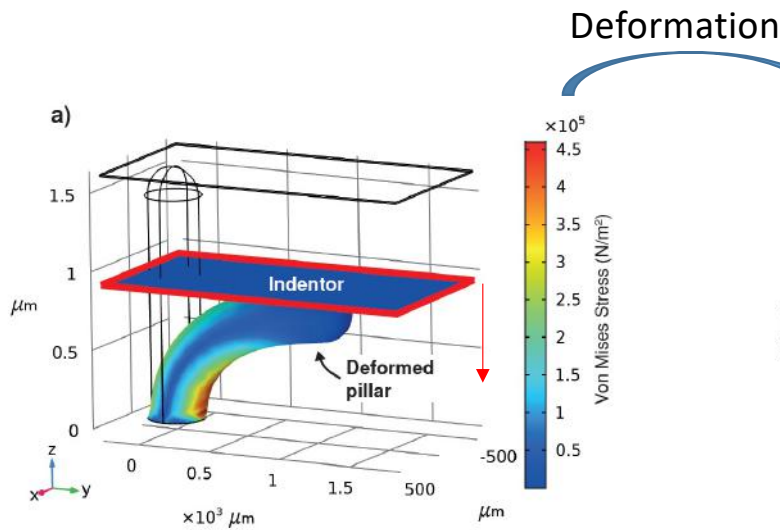 Deformation
a)
×10⁵
4.5
4
3.5
3
2.5
2
1.5
1
0.5
Von Mises Stress (N/m²)
1.5
1
0.5
0
μm
Indentor
Deformed
pillar
0
0.5
1
1.5
×10³ μm
500
-500
μm
z
x
y